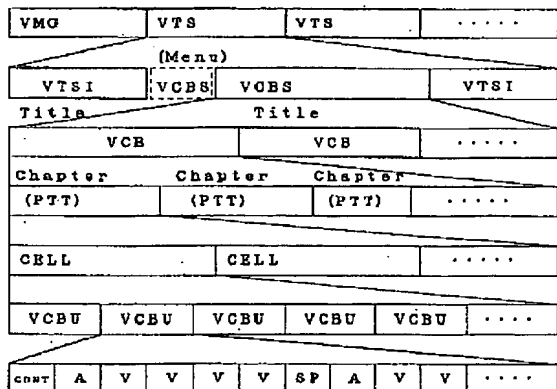 VMG VTS VTS .....
(Menu)
VTSI VCBS VCBS VTSI
Title Title
VCB VCB ....
Chapter Chapter Chapter
(PTT) (PTT) (PTT) .....
CELL CELL .....
VCBU VCBU VCBU VCBU VCBU ....
CONT A V V V V SP A V V ....